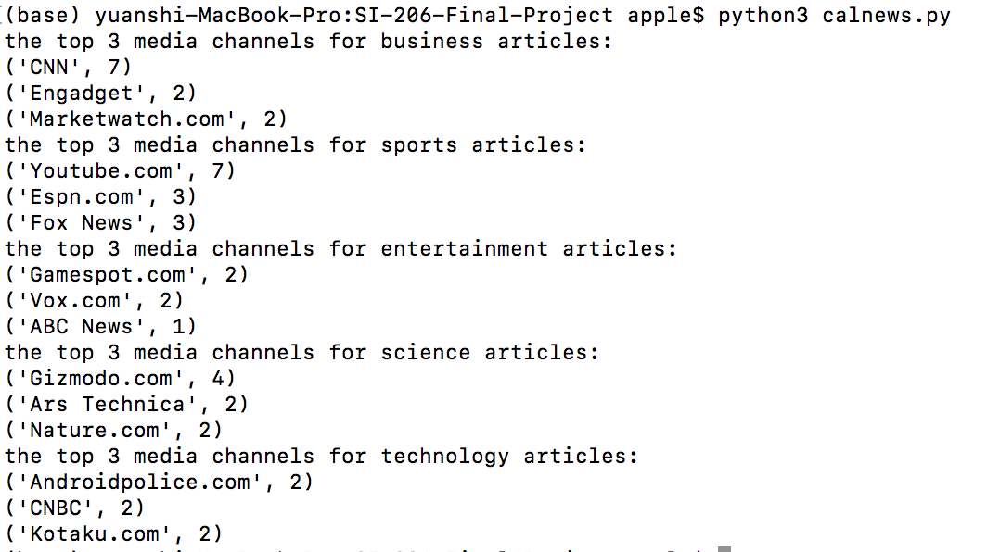 (base) yuanshi-MacBook-Pro:SI-206-Final-Project apple$ python3 calnews.py
the top 3 media channels for business articles:
('CNN', 7)
('Engadget', 2)
('Marketwatch.com', 2)
the top 3 media channels for sports articles:
('Youtube.com', 7)
('Espn.com', 3)
('Fox News', 3)
the top 3 media channels for entertainment articles:
('Gamespot.com', 2)
('Vox.com', 2)
('ABC News', 1)
the top 3 media channels for science articles:
('Gizmodo.com', 4)
('Ars Technica', 2)
('Nature.com', 2)
the top 3 media channels for technology articles:
('Androidpolice.com', 2)
('CNBC', 2)
('Kotaku.com', 2)